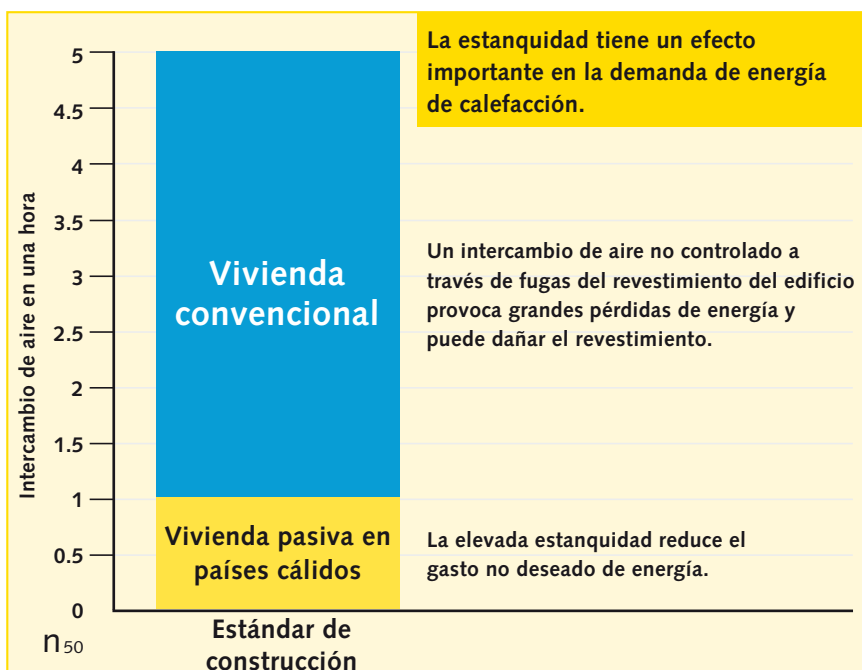 La estanquidad tiene un efecto
importante en la demanda de energía
de calefacción.
Intercambio de aire en una hora
5
4.5
4
3.5
3
2.5
2
1.5
1
0.5
0
n50
Vivienda
convencional
Un intercambio de aire no controlado a
través de fugas del revestimiento del edificio
provoca grandes pérdidas de energía y
puede dañar el revestimiento.
Vivienda pasiva en
países cálidos
La elevada estanquidad reduce el
gasto no deseado de energía.
Estándar de
construcción